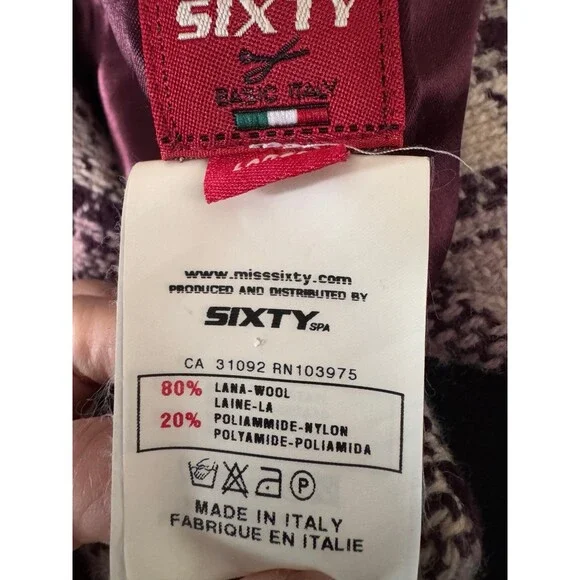 SIXTY
BASIC ITALY
www.misssixty.com
PRODUCED AND DISTRIBUTED BY
SIXTY SPA
CA 31092 RN103975
80% LANA-WOOL
LAINE-LA
20% POLIAMMIDE-NYLON
POLYAMIDE-POLIAMIDA
P
MADE IN ITALY
FABRIQUE EN ITALIE